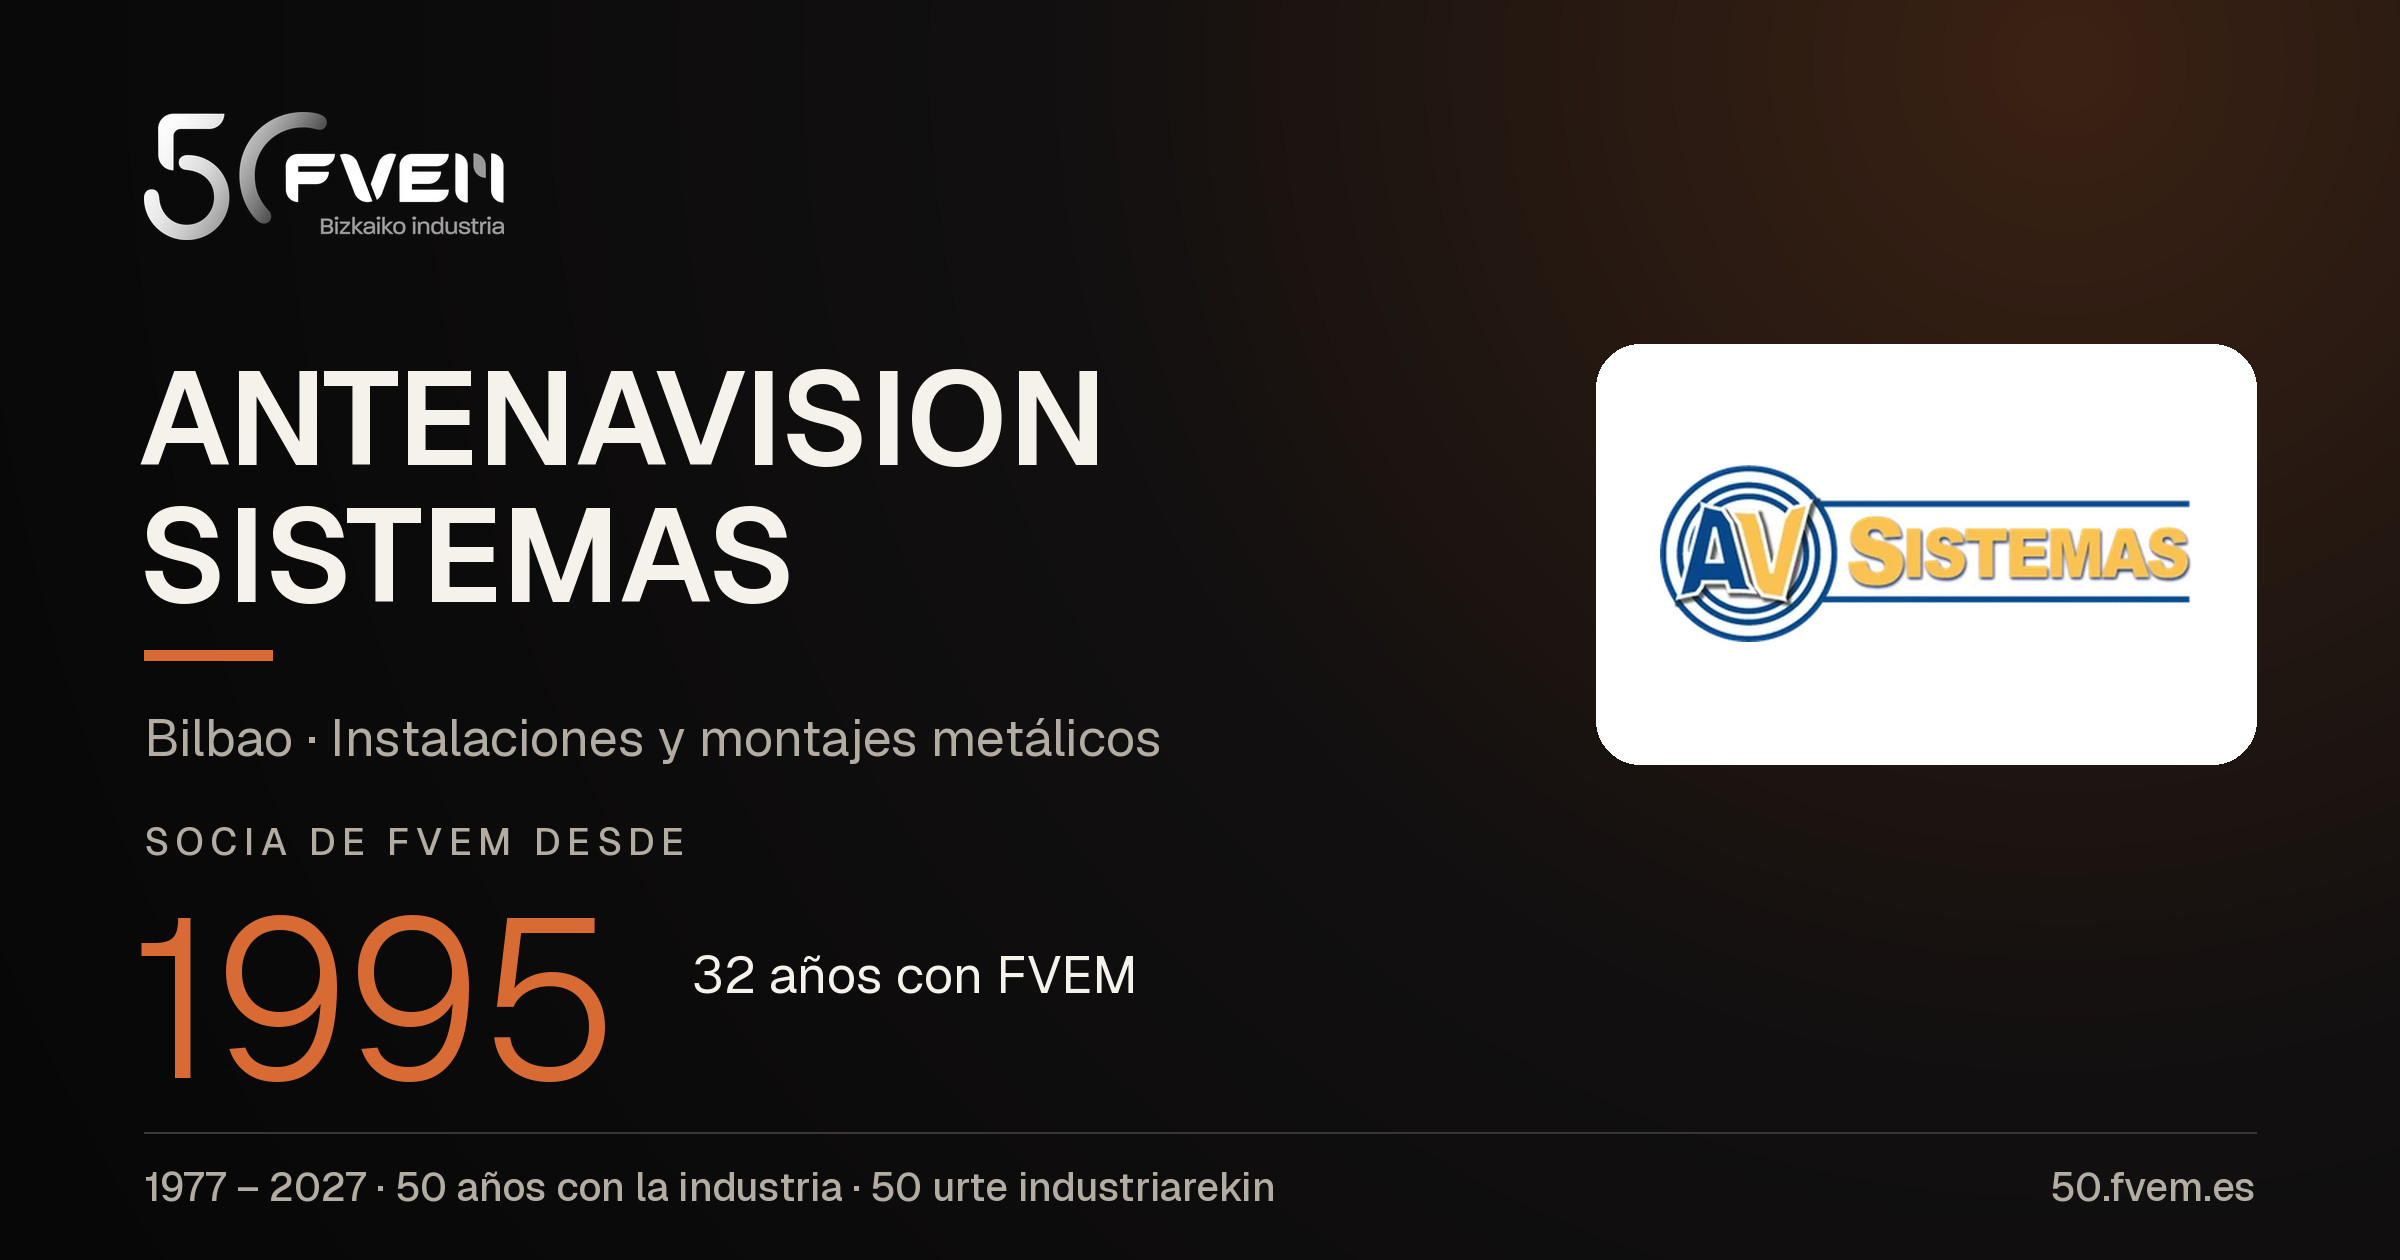 50 FVEM
Bizkaiko industria
ANTENAVISION
SISTEMAS
AV SISTEMAS
Bilbao · Instalaciones y montajes metálicos
SOCIA DE FVEM DESDE
1995
32 años con FVEM
1977 – 2027 · 50 años con la industria · 50 urte industriarekin
50.fvem.es